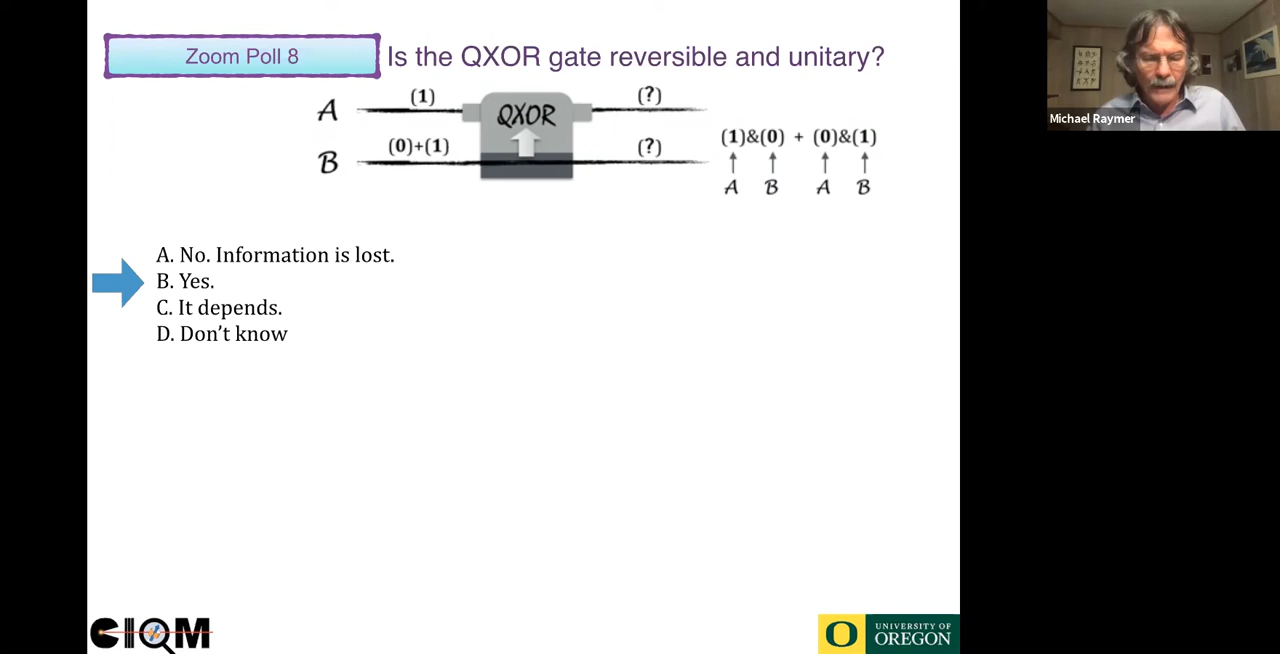 Zoom Poll 8
Is the QXOR gate reversible and unitary?
A
(1)
QXOR
(?)
B
(0)+(1)
(?)
(1)&(0) + (0)&(1)
A B A B
A. No. Information is lost.
B. Yes.
C. It depends.
D. Don't know
CIQM
O
UNIVERSITY OF
OREGON
Michael Raymer